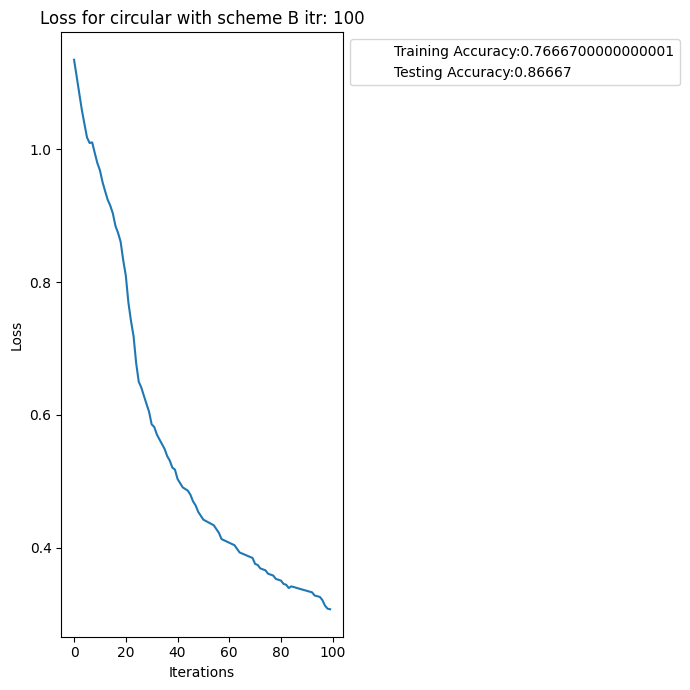 Loss for circular with scheme B itr: 100
Training Accuracy:0.7666700000000001
Testing Accuracy:0.86667
1.0
0.8
Loss
0.6
0.4
0 20 40 60 80 100
Iterations